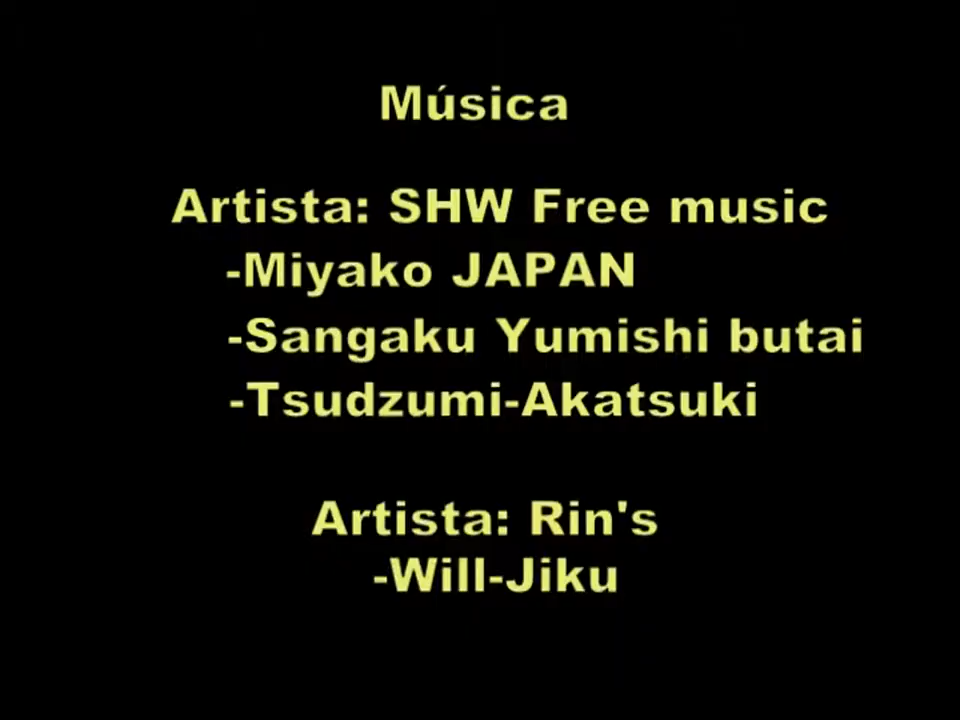 Música
Artista: SHW Free music
-Miyako JAPAN
-Sangaku Yumishi butai
-Tsudzumi-Akatsuki
Artista: Rin's
-Will-Jiku